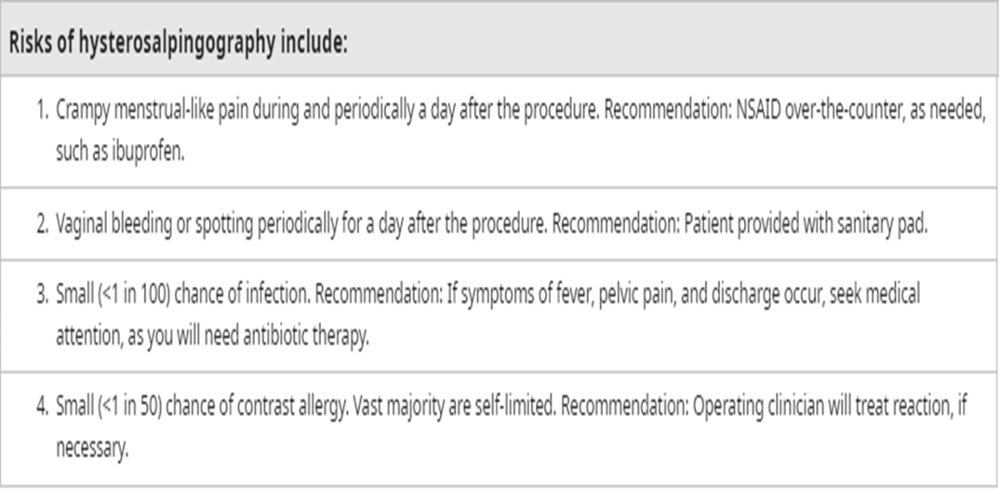 Risks of hysterosalpingography include:
1. Crampy menstrual-like pain during and periodically a day after the procedure. Recommendation: NSAID over-the-counter, as needed,
such as ibuprofen.
2. Vaginal bleeding or spotting periodically for a day after the procedure. Recommendation: Patient provided with sanitary pad.
3. Small (<1 in 100) chance of infection. Recommendation: If symptoms of fever, pelvic pain, and discharge occur, seek medical
attention, as you will need antibiotic therapy.
4. Small (<1 in 50) chance of contrast allergy. Vast majority are self-limited. Recommendation: Operating clinician will treat reaction, if
necessary.